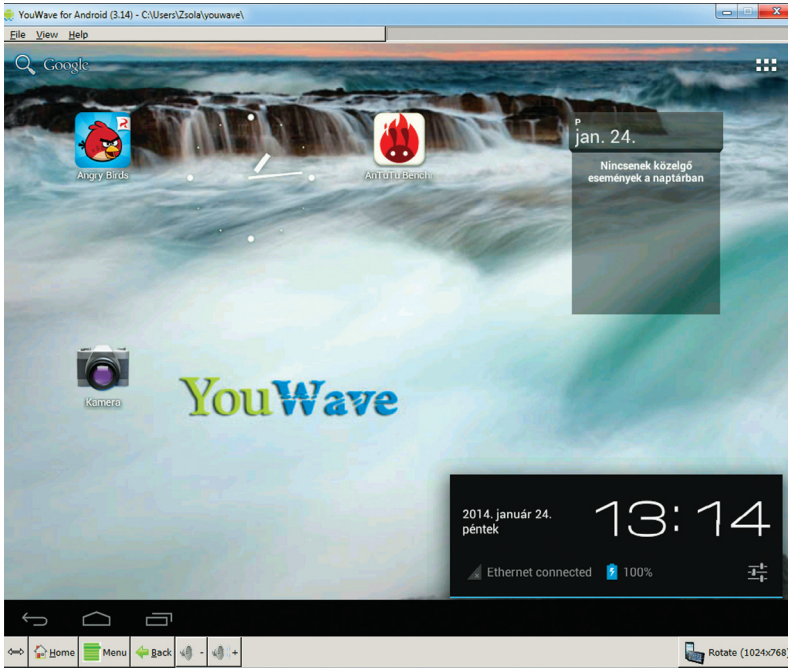 YouWave for Android (3.14) - C:\Users\Zsola\youwave\
File View Help
Google
Angry Birds
AnTuTu Bench
P
jan. 24.
Nincsenek közelgő
események a naptárban
Kamera
YouWave
2014. január 24.
péntek
13:14
Ethernet connected
100%
Home Menu Back - +
Rotate (1024x768)